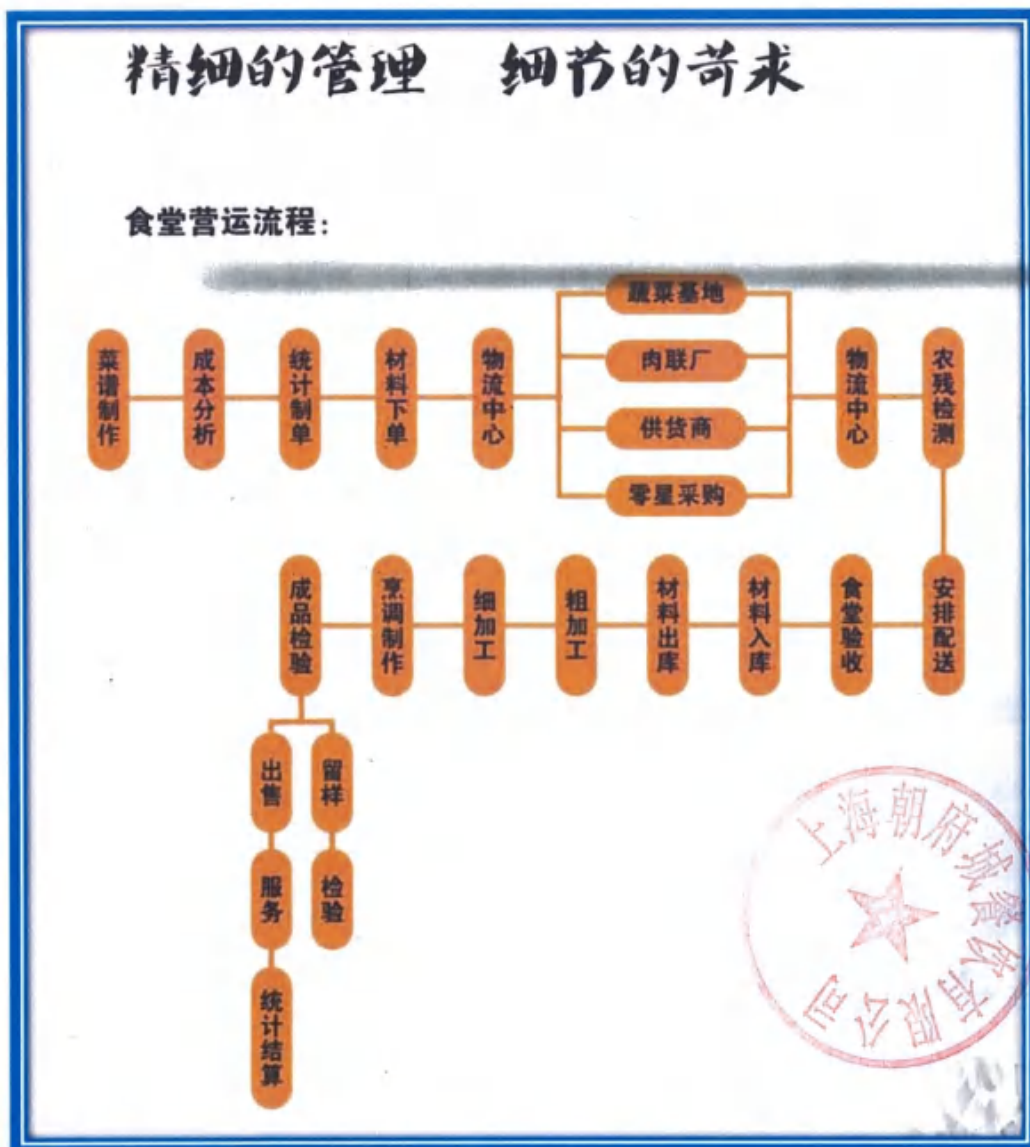 精细的管理 细节的苛求
食堂营运流程：
菜谱制作
成本分析
统计制单
材料下单
物流中心
蔬菜基地
肉联厂
供货商
零星采购
物流中心
农残检测
安排配送
食堂验收
材料入库
材料出库
粗加工
细加工
烹调制作
成品检验
出售
服务
统计结算
留样
检验
上海朝府城餐饮有限公司